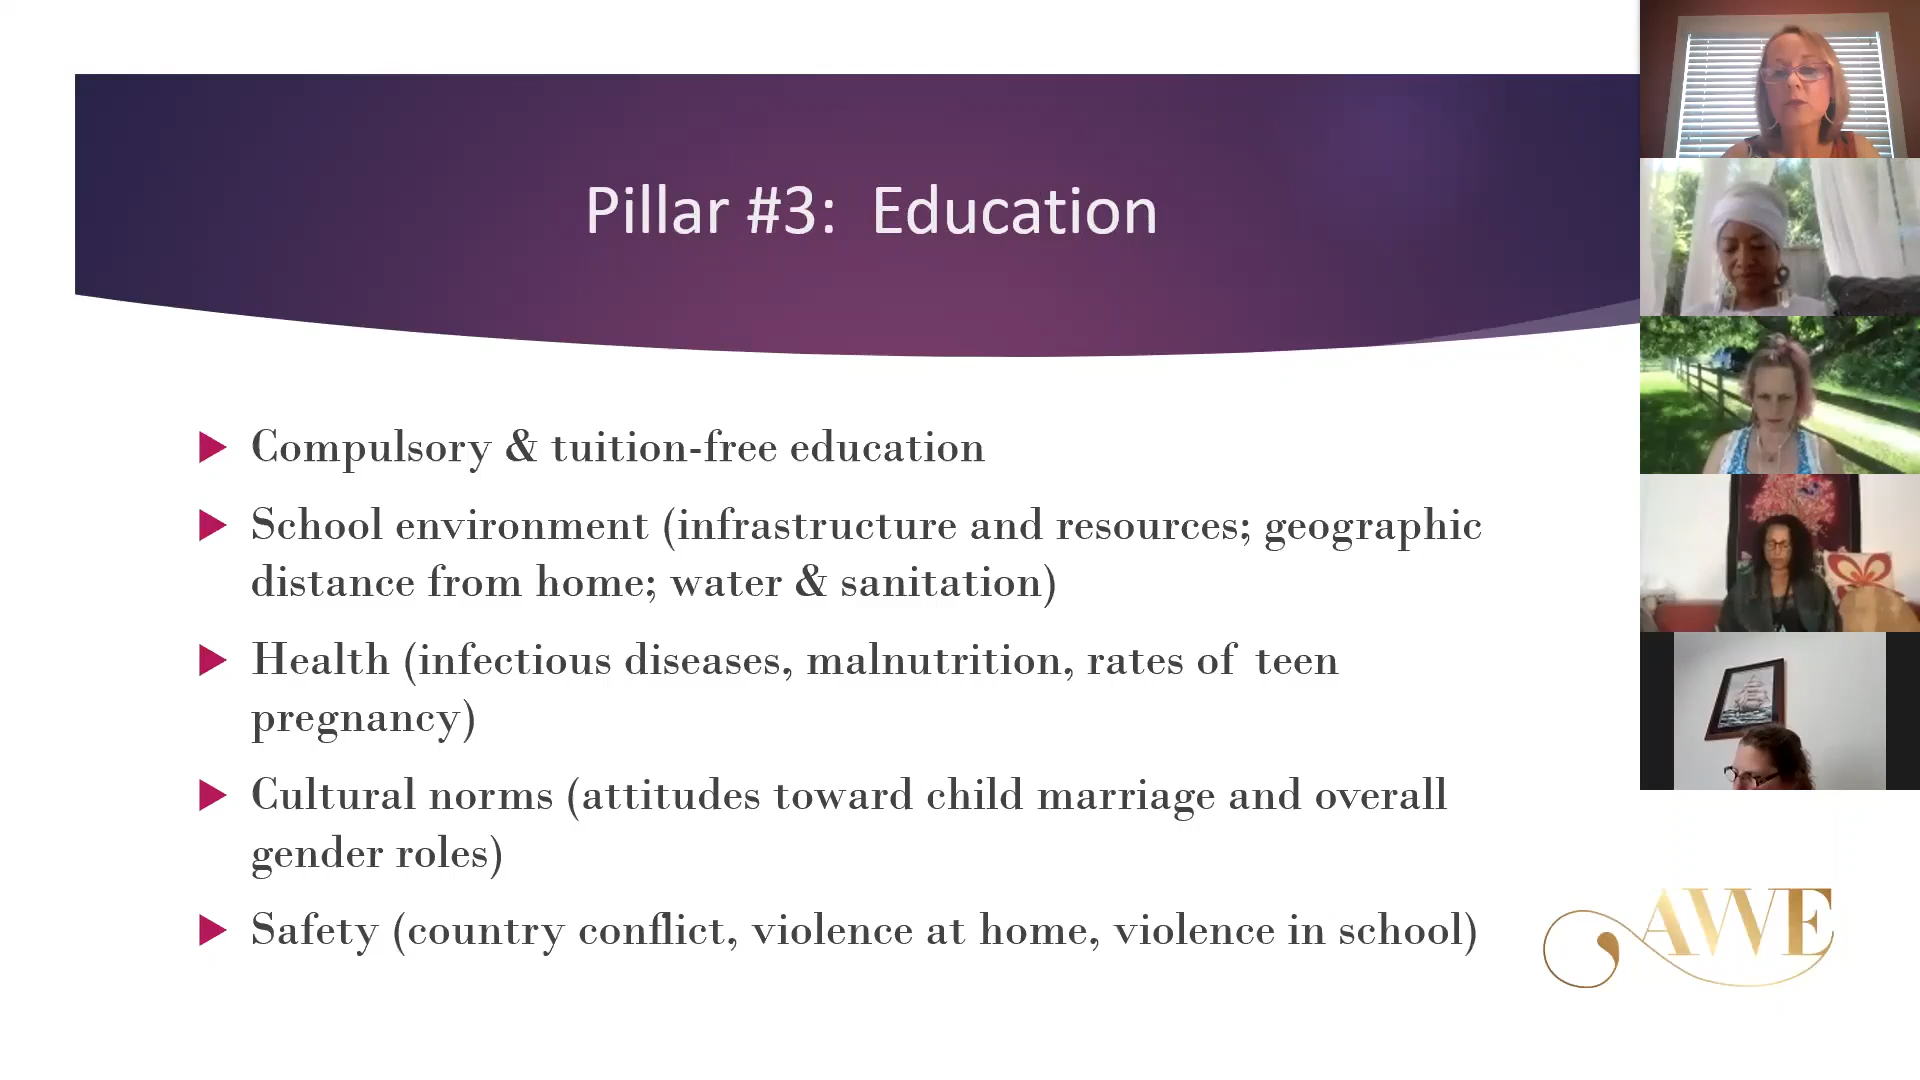 Pillar #3: Education
Compulsory & tuition-free education
School environment (infrastructure and resources; geographic
distance from home; water & sanitation)
Health (infectious diseases, malnutrition, rates of teen
pregnancy)
Cultural norms (attitudes toward child marriage and overall
gender roles)
Safety (country conflict, violence at home, violence in school)
AWE